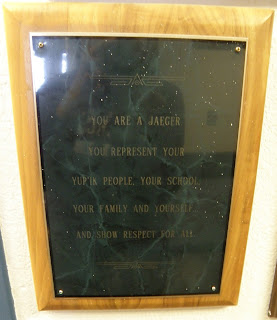 YOU ARE A JAEGER
YOU REPRESENT YOUR
YUP'IK PEOPLE, YOUR SCHOOL,
YOUR FAMILY AND YOURSELF,
AND SHOW RESPECT FOR ALL.